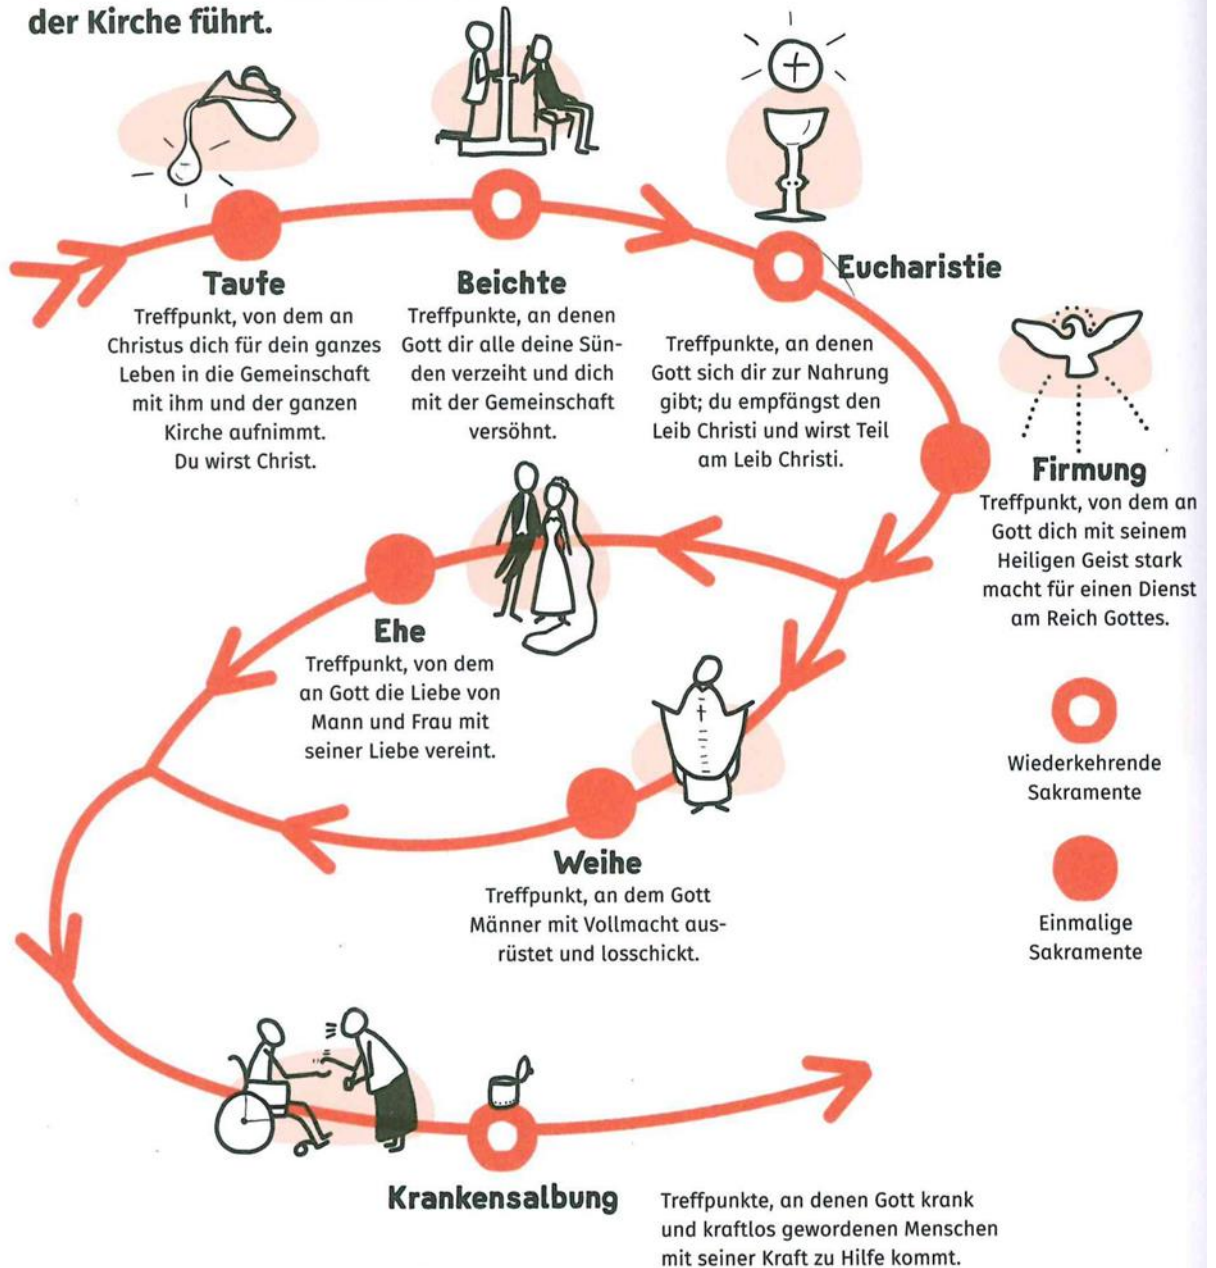 der Kirche führt.
Taufe
Treffpunkt, von dem an
Christus dich für dein ganzes
Leben in die Gemeinschaft
mit ihm und der ganzen
Kirche aufnimmt.
Du wirst Christ.
Beichte
Treffpunkte, an denen
Gott dir alle deine Sün-
den verzeiht und dich
mit der Gemeinschaft
versöhnt.
Eucharistie
Treffpunkte, an denen
Gott sich dir zur Nahrung
gibt; du empfängst den
Leib Christi und wirst Teil
am Leib Christi.
Firmung
Treffpunkt, von dem an
Gott dich mit seinem
Heiligen Geist stark
macht für einen Dienst
am Reich Gottes.
Ehe
Treffpunkt, von dem
an Gott die Liebe von
Mann und Frau mit
seiner Liebe vereint.
Weihe
Treffpunkt, an dem Gott
Männer mit Vollmacht aus-
rüstet und losschickt.
Wiederkehrende
Sakramente
Einmalige
Sakramente
Krankensalbung
Treffpunkte, an denen Gott krank
und kraftlos gewordenen Menschen
mit seiner Kraft zu Hilfe kommt.